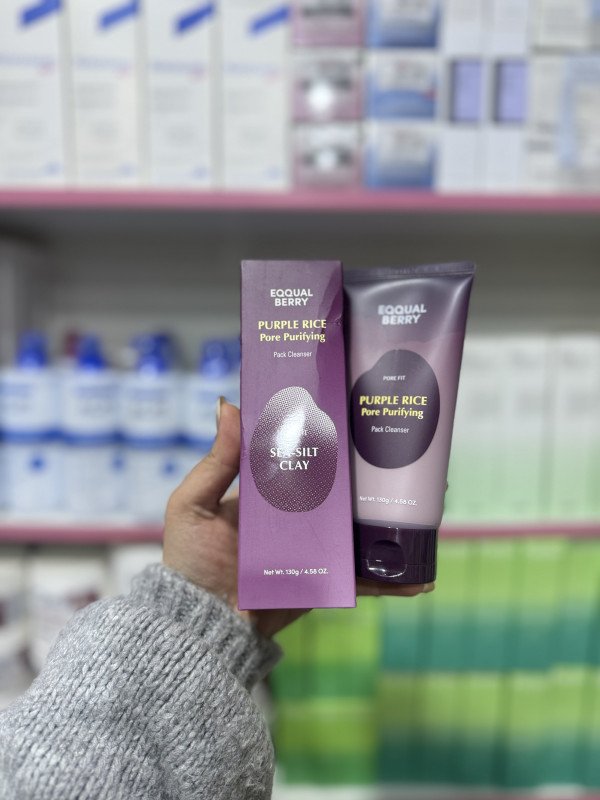 EQQUAL
BERRY
PURPLE RICE
Pore Purifying
Pack Cleanser
SEA-SILT
CLAY
Net Wt. 130g / 4.58 OZ.
EQQUAL
BERRY
PORE FIT
PURPLE RICE
Pore Purifying
Pack Cleanser
Net Wt. 130g / 4.58 OZ.